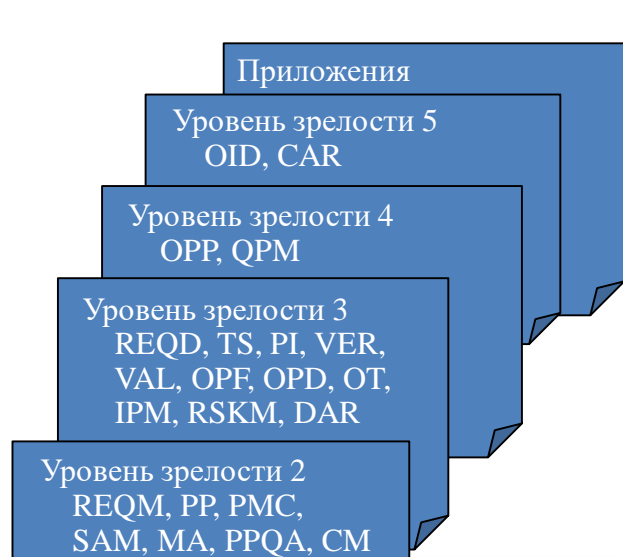 Приложения
Уровень зрелости 5
OID, CAR
Уровень зрелости 4
OPP, QPM
Уровень зрелости 3
REQD, TS, PI, VER,
VAL, OPF, OPD, OT,
IPM, RSKM, DAR
Уровень зрелости 2
REQM, PP, PMC,
SAM, MA, PPQA, CM